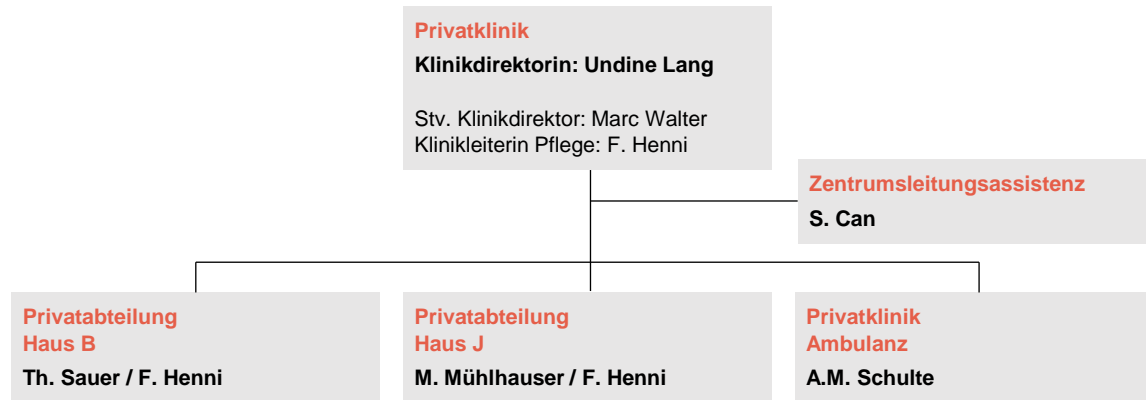 Privatklinik
Klinikdirektorin: Undine Lang
Stv. Klinikdirektor: Marc Walter
Klinikleiterin Pflege: F. Henni
Zentrumsleitungsassistenz
S. Can
Privatabteilung
Haus B
Th. Sauer / F. Henni
Privatabteilung
Haus J
M. Mühlhauser / F. Henni
Privatklinik
Ambulanz
A.M. Schulte